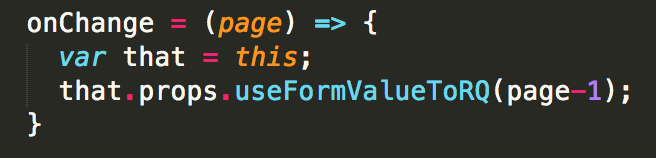 onChange = (page) => {
  var that = this;
  that.props.useFormValueToRQ(page-1);
}